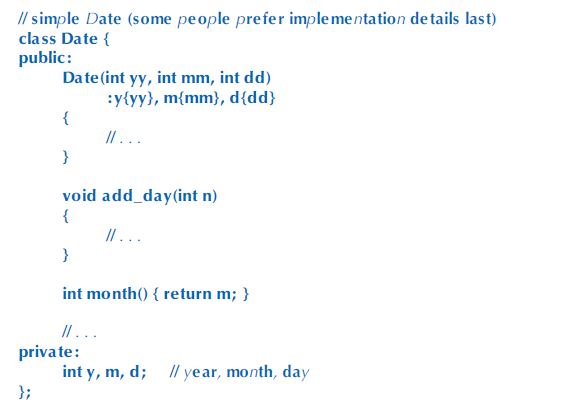 // simple Date (some people prefer implementation details last)
class Date {
public:
Date(int yy, int mm, int dd)
:y{yy}, m{mm}, d{dd}
{
// . . .
}
void add_day(int n)
{
// . . .
}
int month() { return m; }
// . . .
private:
int y, m, d; // year, month, day
};